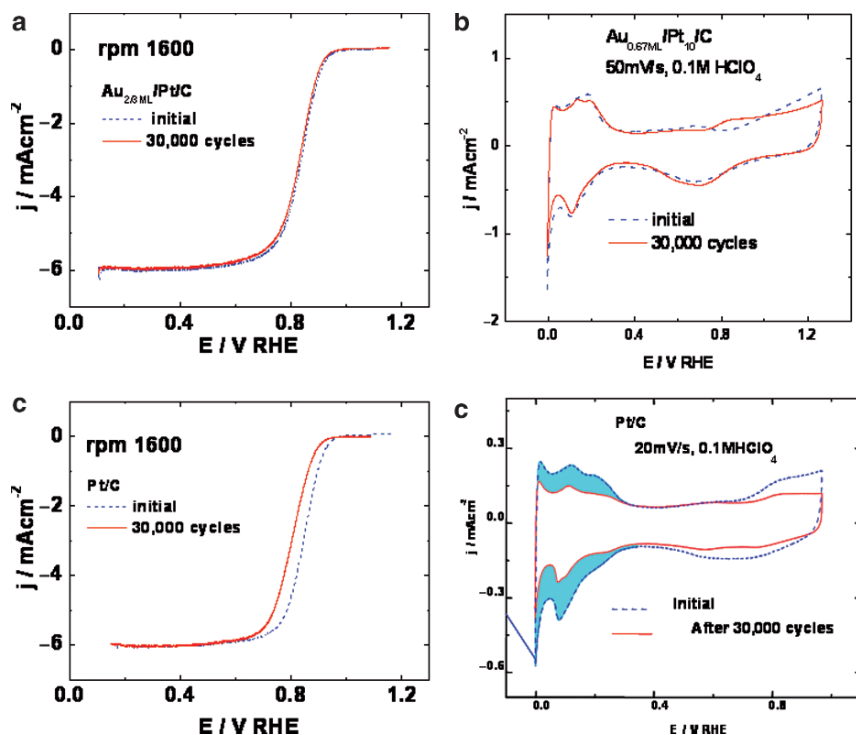 a
rpm 1600
Au2/3 ML/Pt/C
initial
30,000 cycles
0
−2
−4
−6
j / mAcm-2
0.0 0.4 0.8 1.2
E / V RHE
b
Au0.67ML/Pt10/C
50mV/s, 0.1M HClO4
1
0
−1
−2
j / mAcm-2
initial
30,000 cycles
0.0 0.4 0.8 1.2
E / V RHE
c
rpm 1600
Pt/C
initial
30,000 cycles
0
−2
−4
−6
j / mAcm-2
0.0 0.4 0.8 1.2
E / V RHE
c
Pt/C
20mV/s, 0.1MHClO4
0.3
0.0
−0.3
−0.6
j / mAcm-2
Initial
After 30,000 cycles
0.0 0.4 0.8
E / V RHE